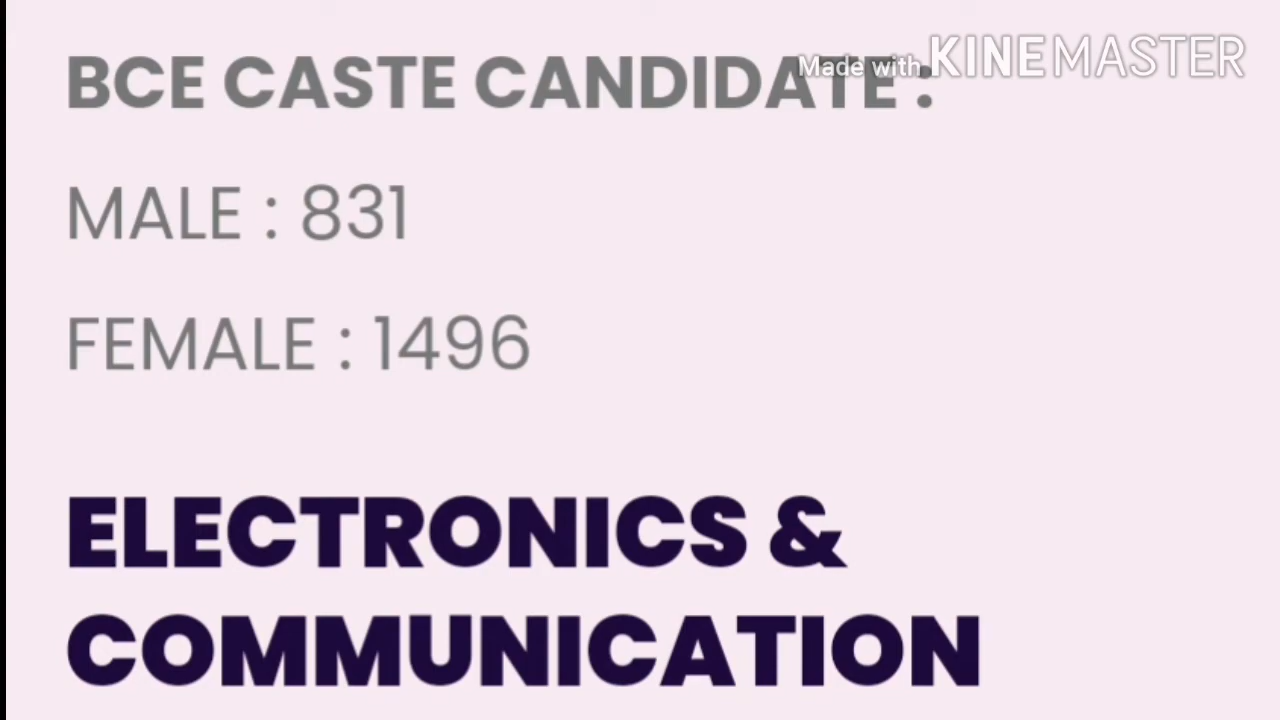 Made with KINEMASTER
BCE CASTE CANDIDATE :
MALE : 831
FEMALE : 1496
ELECTRONICS &
COMMUNICATION